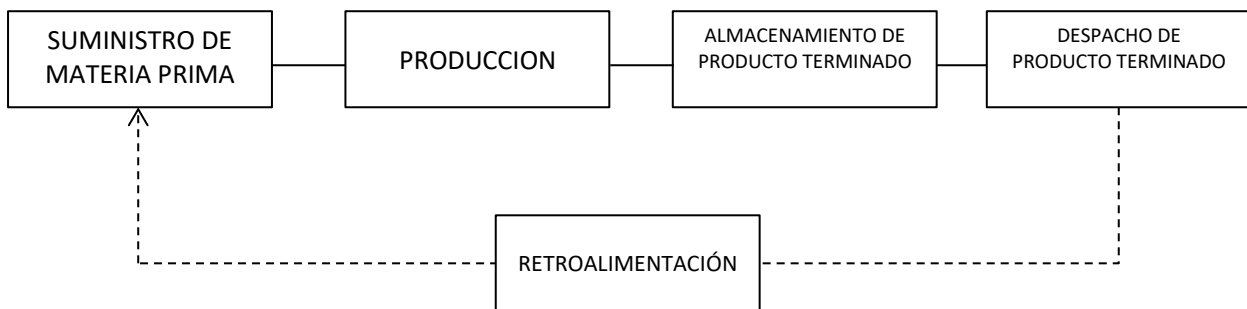 SUMINISTRO DE
MATERIA PRIMA
PRODUCCION
ALMACENAMIENTO DE
PRODUCTO TERMINADO
DESPACHO DE
PRODUCTO TERMINADO
RETROALIMENTACIÓN